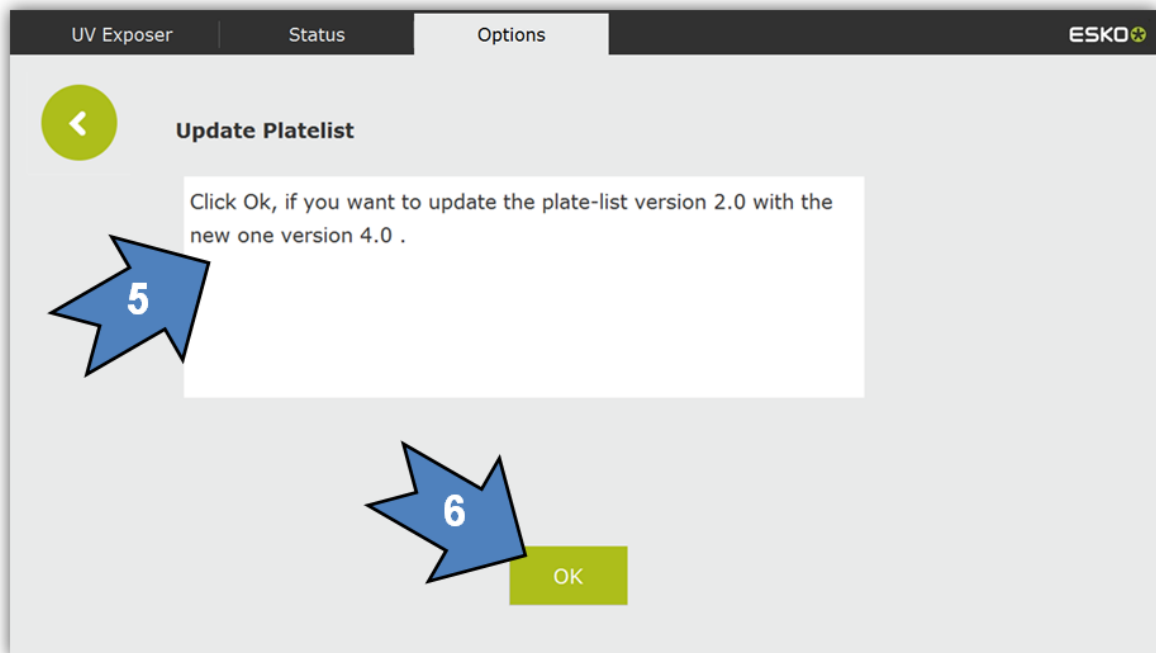 UV Exposer Status Options ESKO
Update Platelist
Click Ok, if you want to update the plate-list version 2.0 with the
new one version 4.0 .
5
6
OK